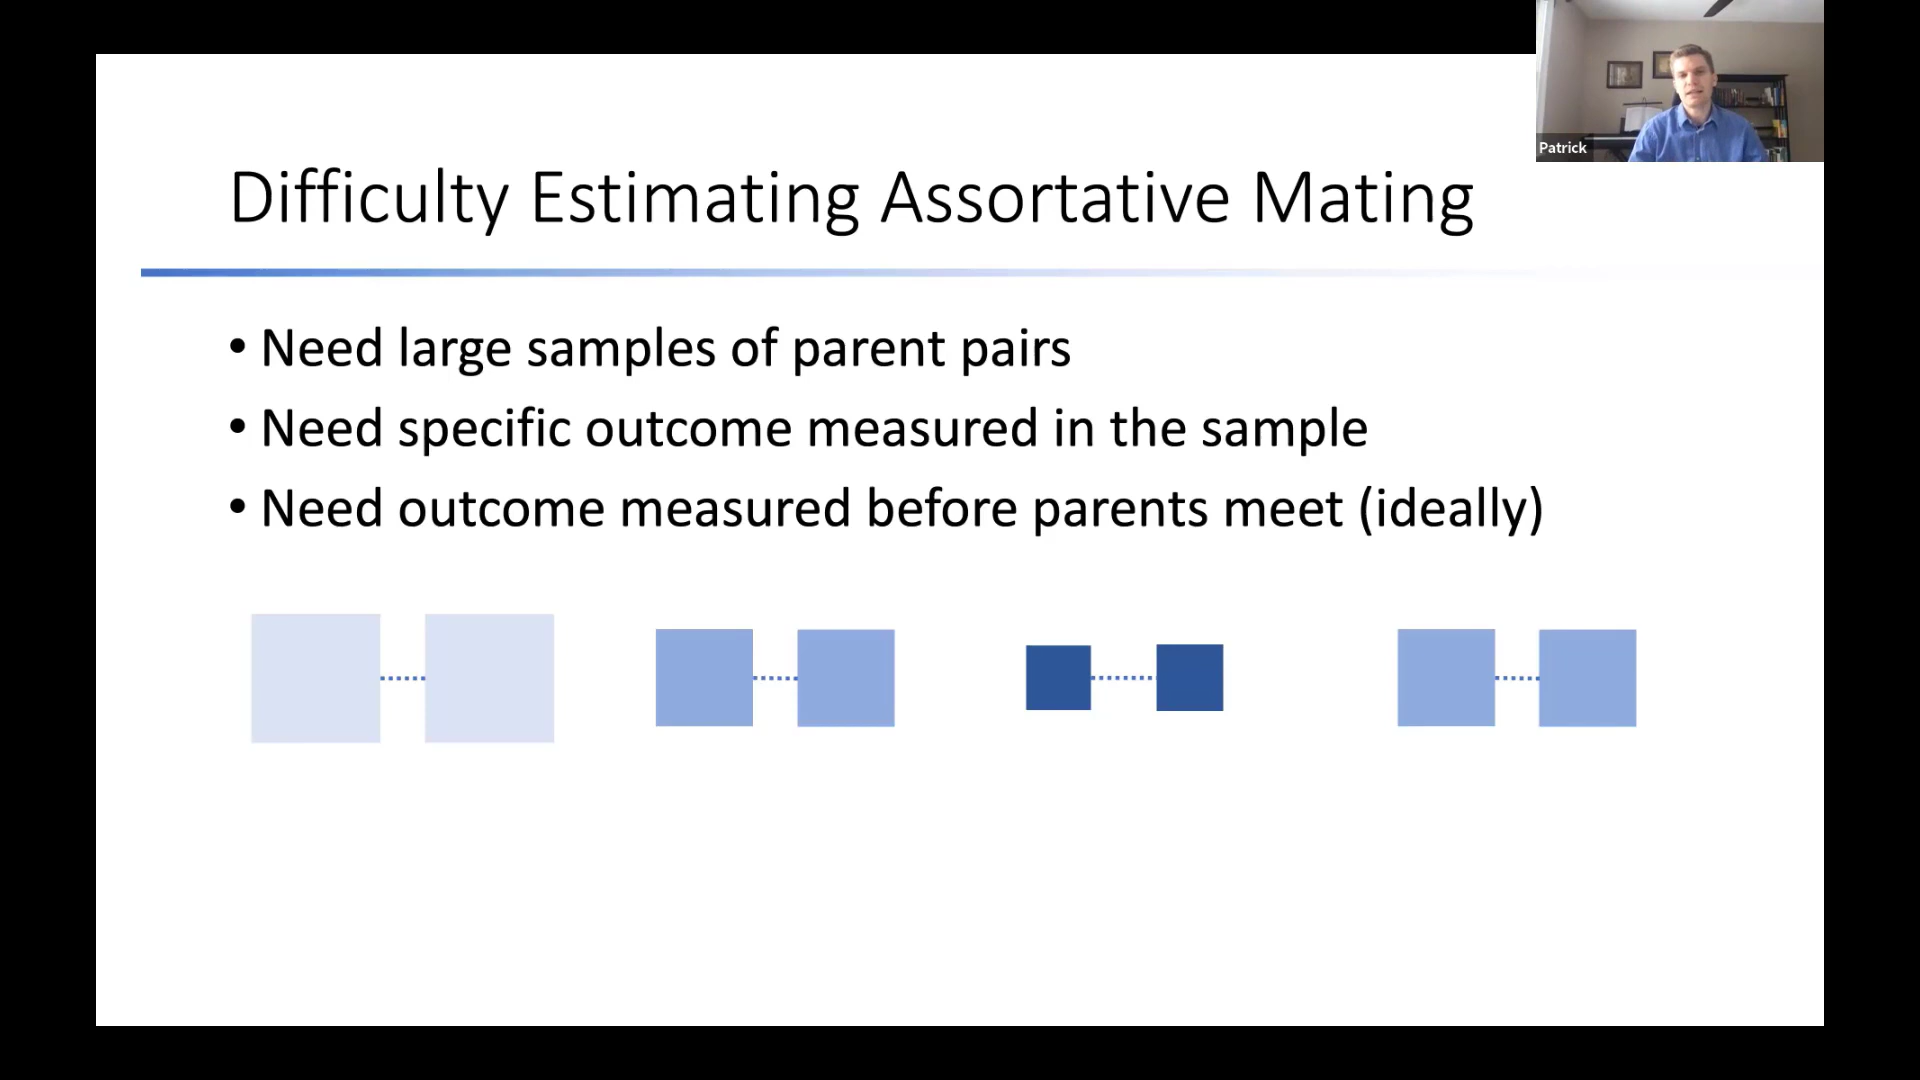 Patrick
Difficulty Estimating Assortative Mating
• Need large samples of parent pairs
• Need specific outcome measured in the sample
• Need outcome measured before parents meet (ideally)